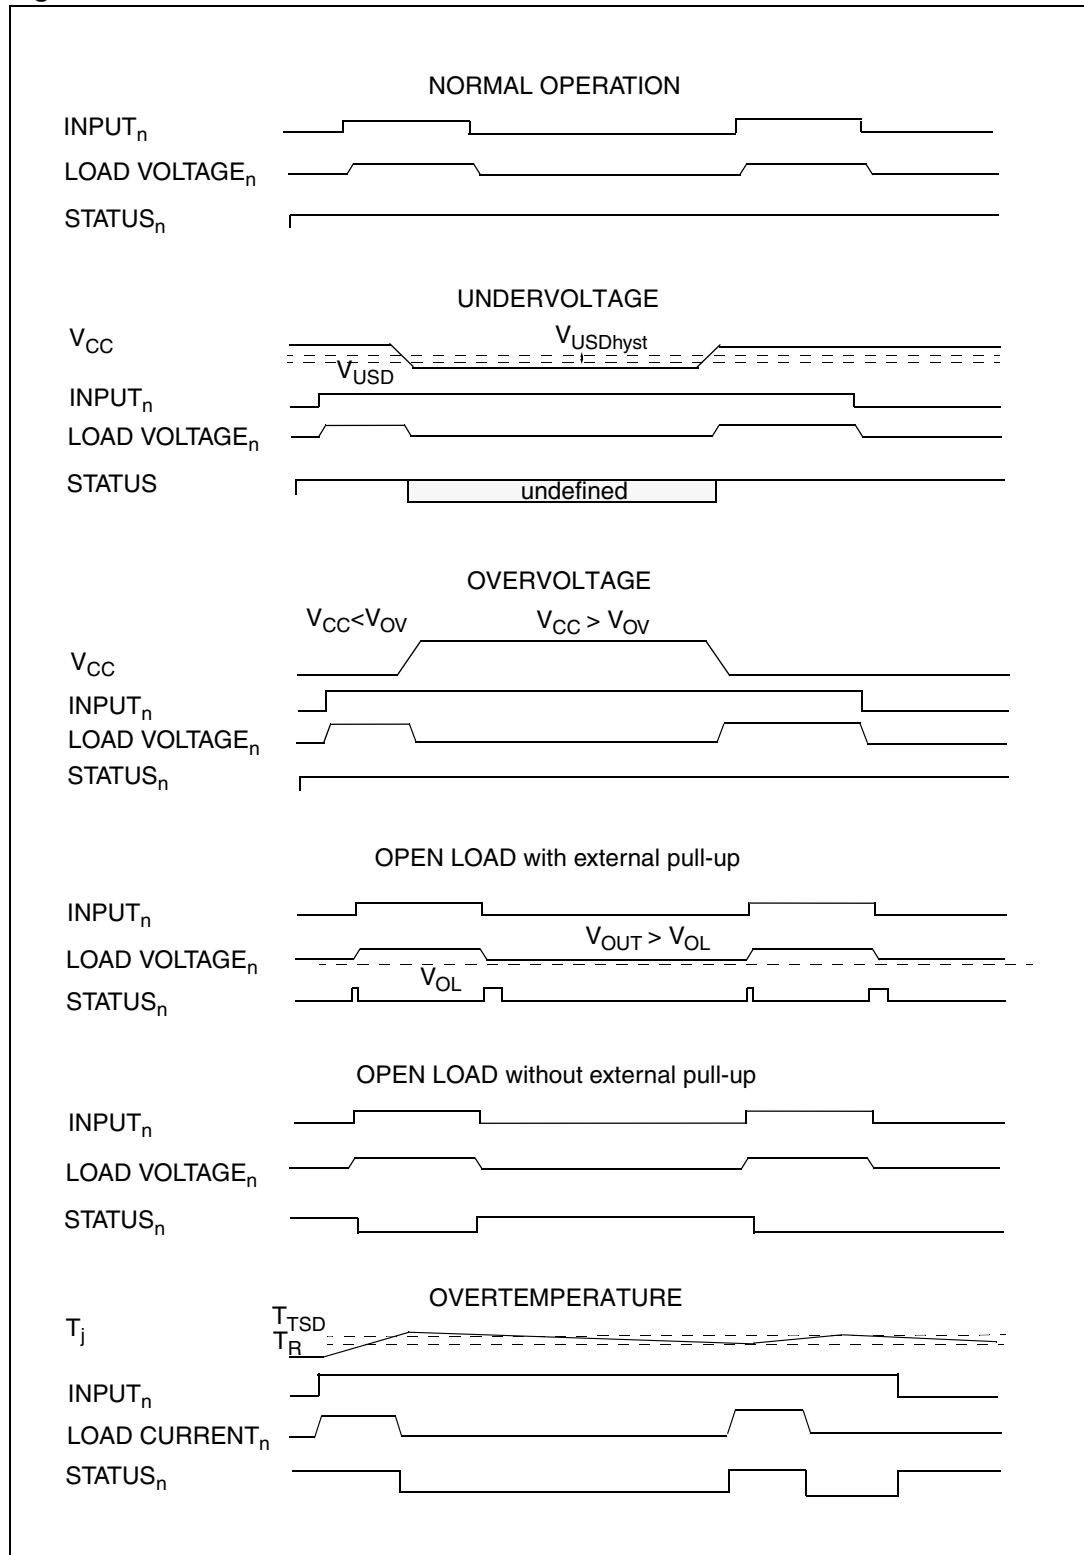 NORMAL OPERATION
INPUTn
LOAD VOLTAGEn
STATUSn
UNDERVOLTAGE
VCC
VUSDhyst
VUSD
INPUTn
LOAD VOLTAGEn
STATUS
undefined
OVERVOLTAGE
VCC<VOV
VCC > VOV
VCC
INPUTn
LOAD VOLTAGEn
STATUSn
OPEN LOAD with external pull-up
INPUTn
VOUT > VOL
LOAD VOLTAGEn
VOL
STATUSn
OPEN LOAD without external pull-up
INPUTn
LOAD VOLTAGEn
STATUSn
OVERTEMPERATURE
Tj
TTSD
TR
INPUTn
LOAD CURRENTn
STATUSn